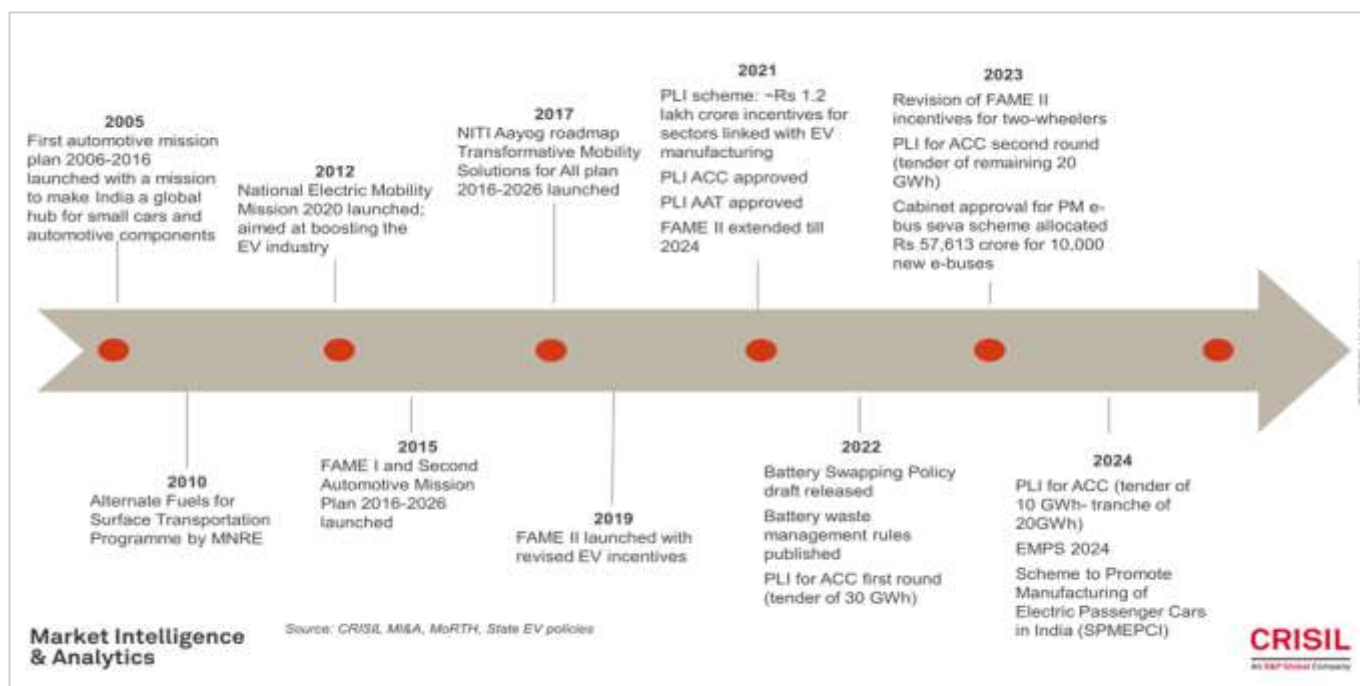 2005
First automotive mission
plan 2006-2016
launched with a mission
to make India a global
hub for small cars and
automotive components
2012
National Electric Mobility
Mission 2020 launched;
aimed at boosting the
EV industry
2017
NITI Aayog roadmap
Transformative Mobility
Solutions for All plan
2016-2026 launched
2021
PLI scheme: ~Rs 1.2
lakh crore incentives for
sectors linked with EV
manufacturing
PLI ACC approved
PLI AAT approved
FAME II extended till
2024
2023
Revision of FAME II
incentives for two-wheelers
PLI for ACC second round
(tender of remaining 20
GWh)
Cabinet approval for PM e-
bus seva scheme allocated
Rs 57,613 crore for 10,000
new e-buses
2010
Alternate Fuels for
Surface Transportation
Programme by MNRE
2015
FAME I and Second
Automotive Mission
Plan 2016-2026
launched
2019
FAME II launched with
revised EV incentives
2022
Battery Swapping Policy
draft released
Battery waste
management rules
published
PLI for ACC first round
(tender of 30 GWh)
2024
PLI for ACC (tender of
10 GWh- tranche of
20GWh)
EMPS 2024
Scheme to Promote
Manufacturing of
Electric Passenger Cars
in India (SPMEPCI)
Market Intelligence
& Analytics
Source: CRISIL MI&A, MoRTH, State EV policies
CRISIL
An S&P Global Company